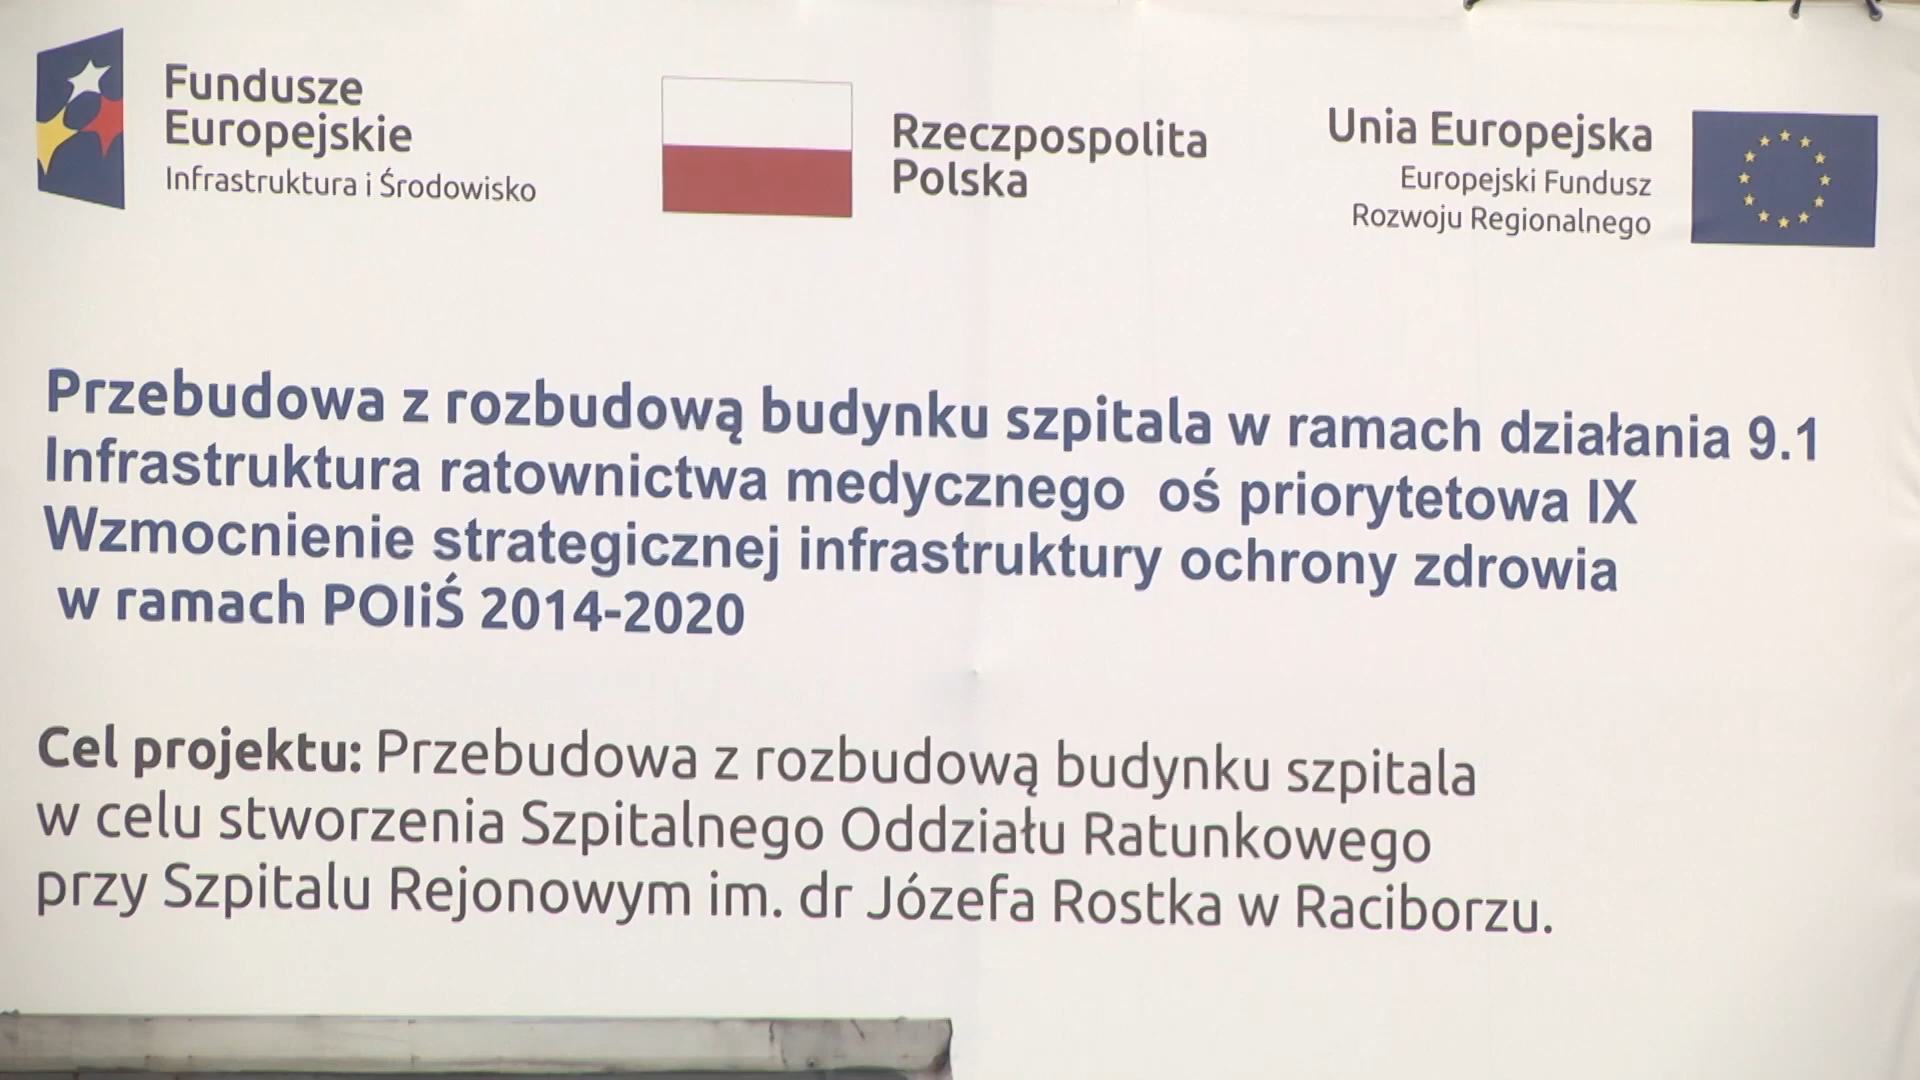 Fundusze
Europejskie
Infrastruktura i Środowisko
Rzeczpospolita
Polska
Unia Europejska
Europejski Fundusz
Rozwoju Regionalnego
Przebudowa z rozbudową budynku szpitala w ramach działania 9.1
Infrastruktura ratownictwa medycznego oś priorytetowa IX
Wzmocnienie strategicznej infrastruktury ochrony zdrowia
w ramach POIiŚ 2014-2020
Cel projektu: Przebudowa z rozbudową budynku szpitala
w celu stworzenia Szpitalnego Oddziału Ratunkowego
przy Szpitalu Rejonowym im. dr Józefa Rostka w Raciborzu.